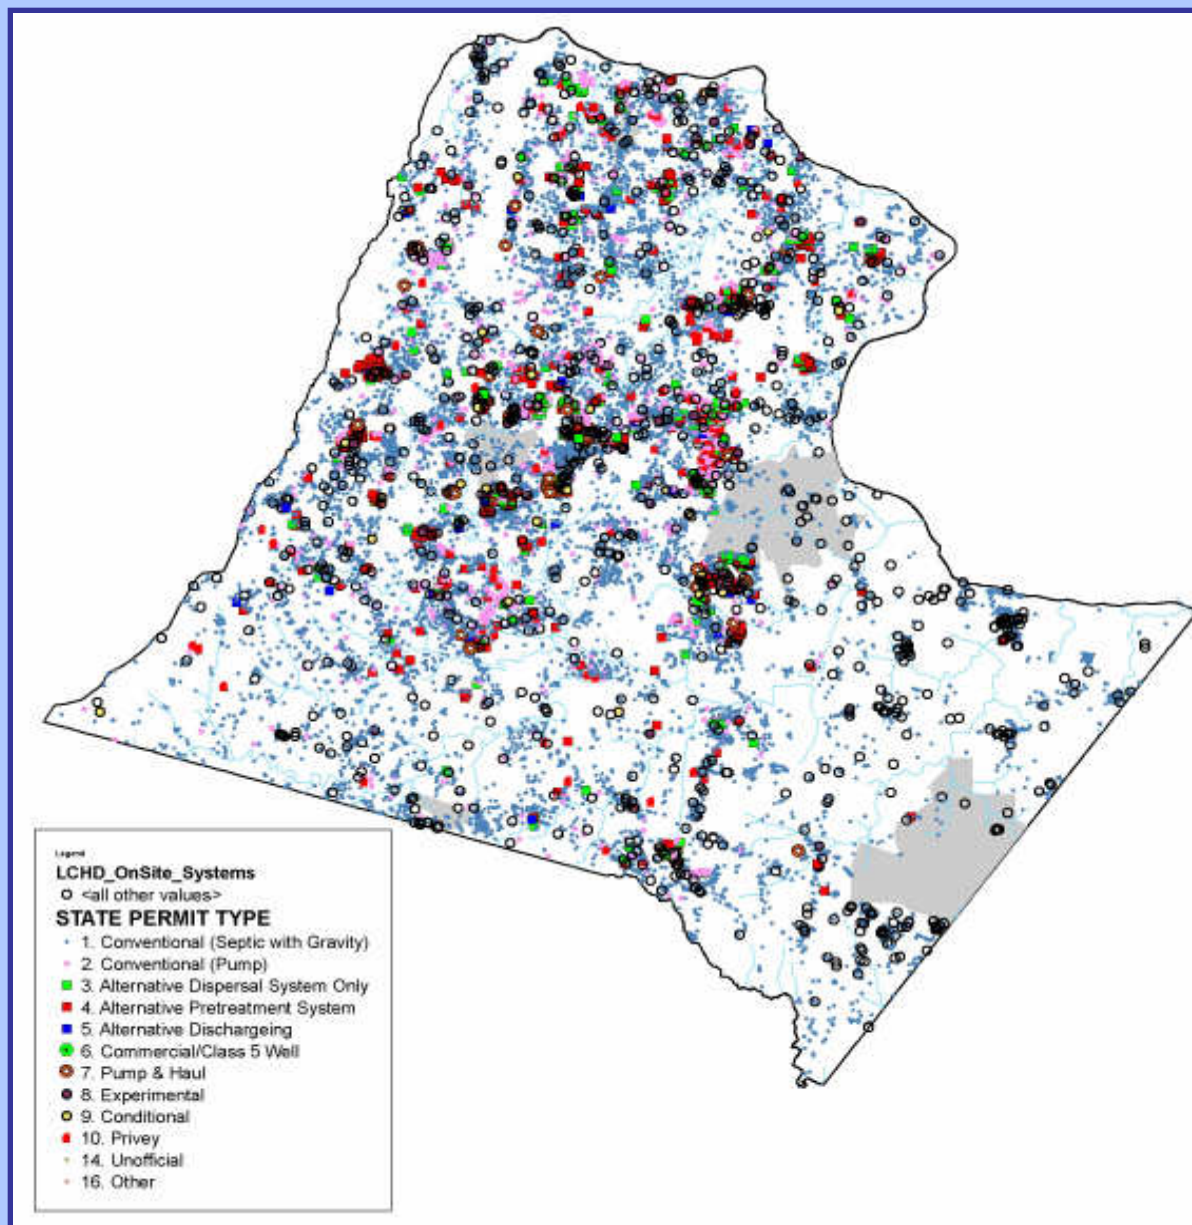 Legend
LCHD_OnSite_Systems
<all other values>
STATE PERMIT TYPE
1. Conventional (Septic with Gravity)
2. Conventional (Pump)
3. Alternative Dispersal System Only
4. Alternative Pretreatment System
5. Alternative Dischargeing
6. Commercial/Class 5 Well
7. Pump & Haul
8. Experimental
9. Conditional
10. Privey
14. Unofficial
16. Other